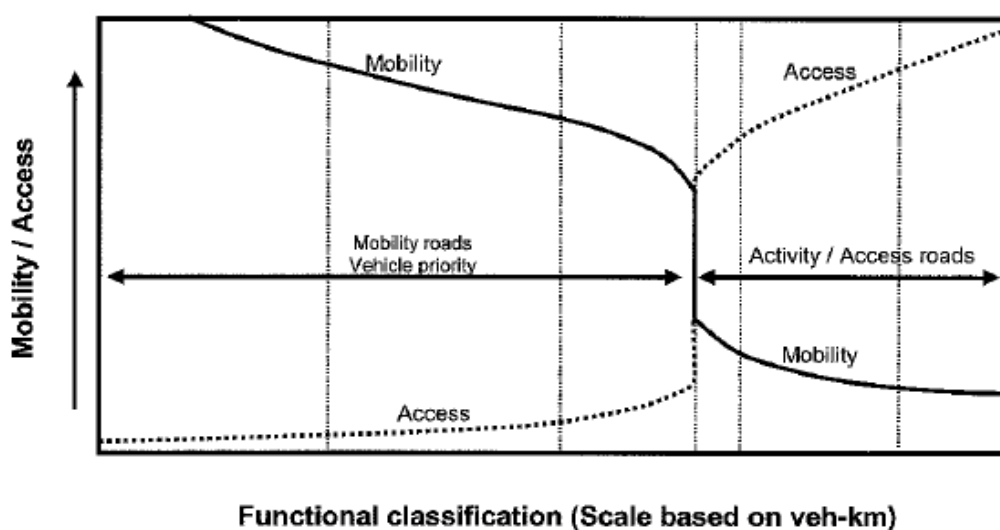 Mobility
Access
Mobility / Access
Mobility roads
Vehicle priority
Activity / Access roads
Mobility
Access
Functional classification (Scale based on veh-km)